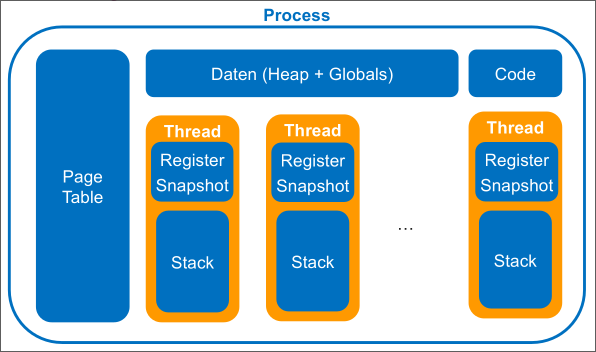 Process
Daten (Heap + Globals)
Code
Page
Table
Thread
Register
Snapshot
Stack
Thread
Register
Snapshot
Stack
...
Thread
Register
Snapshot
Stack